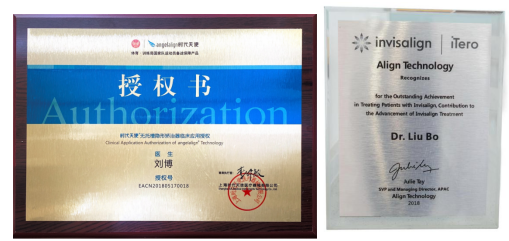 angelalign时代天使
授权书
Authorization
时代天使®无托槽隐形矫治器临床应用授权
Clinical Application Authorization of angelalign® Technology
医 生
刘博
授权号
EACN201805170018
invisalign | iTero
Align Technology
Recognizes
for the Outstanding Achievement
in Treating Patients with Invisalign, Contribution to
the Advancement of Invisalign Treatment
Dr. Liu Bo
Julie Tay
SVP and Managing Director, APAC
Align Technology
2018